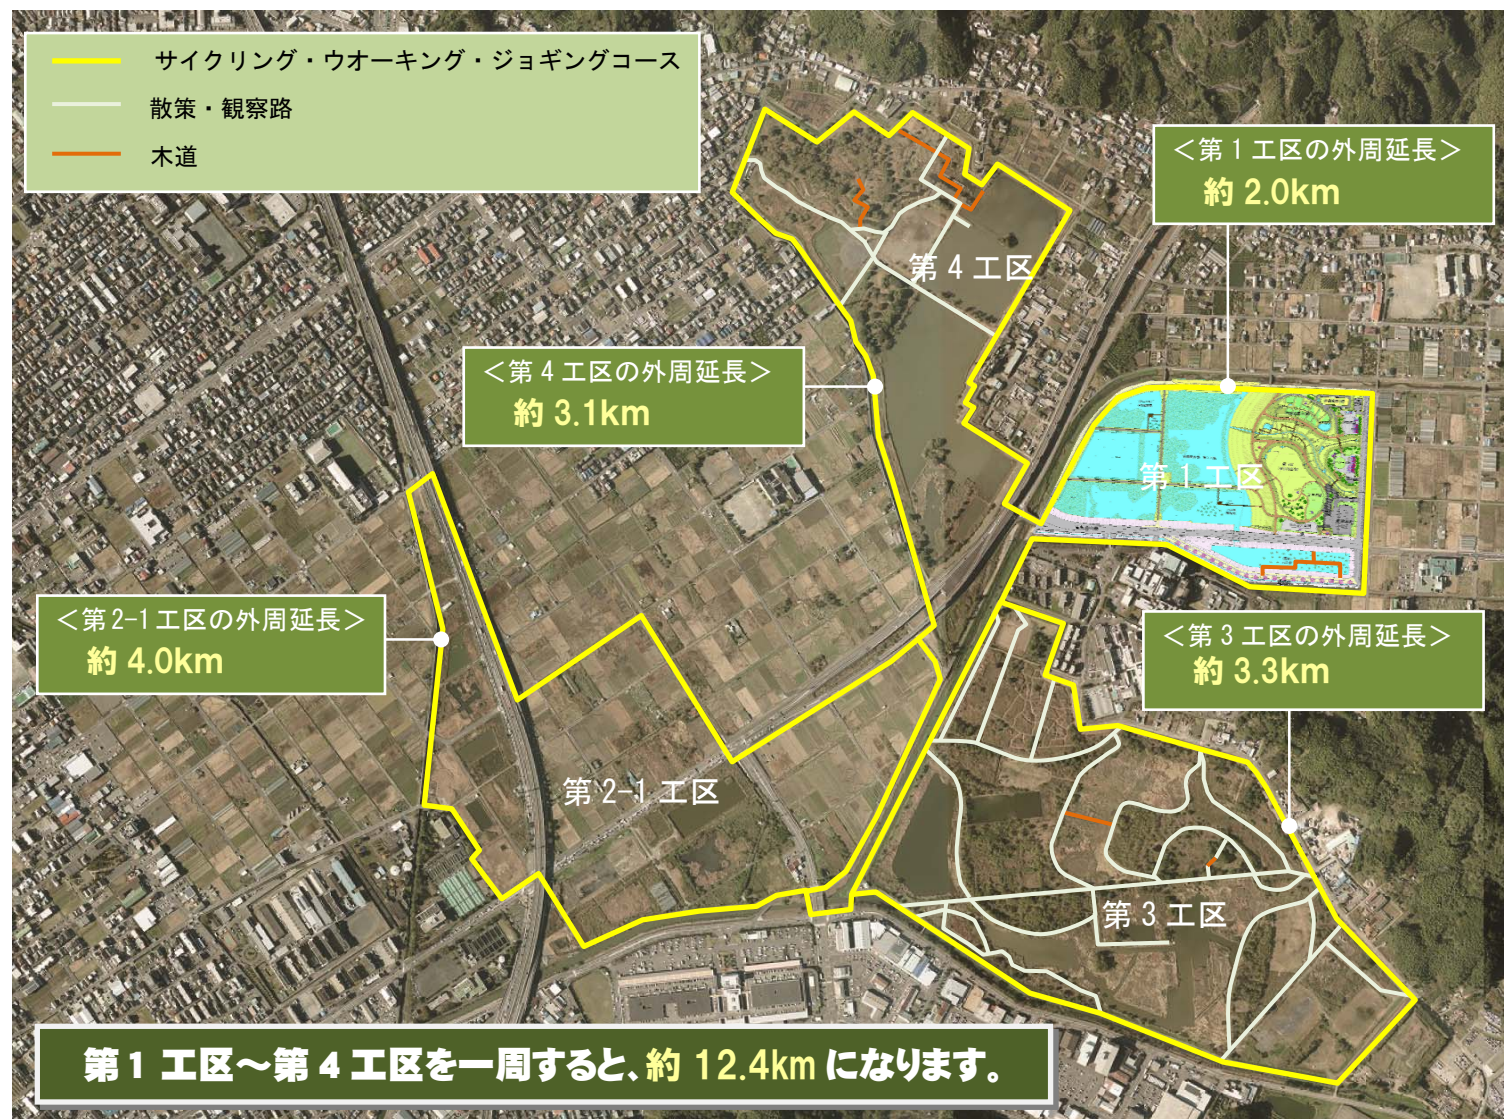 サイクリング・ウオーキング・ジョギングコース
散策・観察路
木道
＜第1工区の外周延長＞
約 2.0km
第4工区
＜第4工区の外周延長＞
約 3.1km
第1工区
＜第2-1工区の外周延長＞
約 4.0km
＜第3工区の外周延長＞
約 3.3km
第2-1工区
第3工区
第1工区～第4工区を一周すると、約 12.4kmになります。